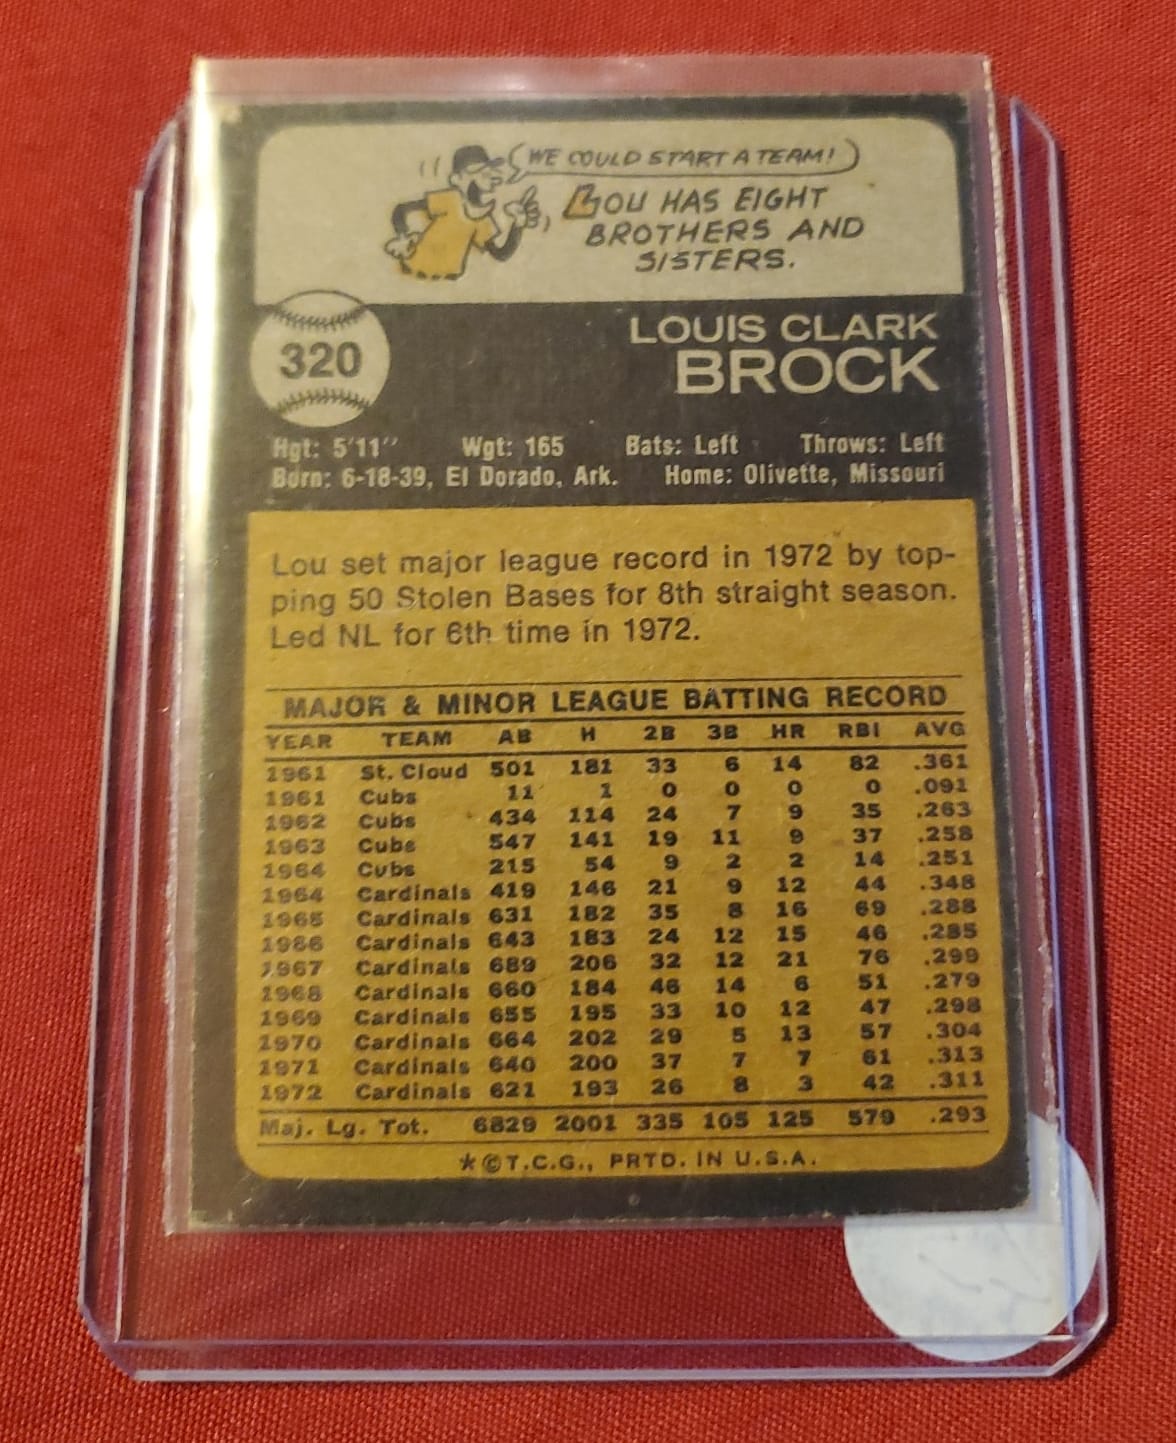 WE COULD START A TEAM!
LOU HAS EIGHT
BROTHERS AND
SISTERS.
320
LOUIS CLARK
BROCK
Hgt: 5'11" Wgt: 165 Bats: Left Throws: Left
Born: 6-18-39, El Dorado, Ark. Home: Olivette, Missouri
Lou set major league record in 1972 by top-
ping 50 Stolen Bases for 8th straight season.
Led NL for 6th time in 1972.
MAJOR & MINOR LEAGUE BATTING RECORD
YEAR TEAM AB H 2B 3B HR RBI AVG
1961 St. Cloud 501 181 33 6 14 82 .361
1961 Cubs 11 1 0 0 0 0 .091
1962 Cubs 434 114 24 7 9 35 .263
1963 Cubs 547 141 19 11 9 37 .258
1964 Cubs 215 54 9 2 2 14 .251
1964 Cardinals 419 146 21 9 12 44 .348
1965 Cardinals 631 182 35 8 16 69 .288
1966 Cardinals 643 183 24 12 15 46 .285
1967 Cardinals 689 206 32 12 21 76 .299
1968 Cardinals 660 184 46 14 6 51 .279
1969 Cardinals 655 195 33 10 12 47 .298
1970 Cardinals 664 202 29 5 13 57 .304
1971 Cardinals 640 200 37 7 7 61 .313
1972 Cardinals 621 193 26 8 3 42 .311
Maj. Lg. Tot. 6829 2001 335 105 125 579 .293
*©T.C.G., PRTD. IN U.S.A.